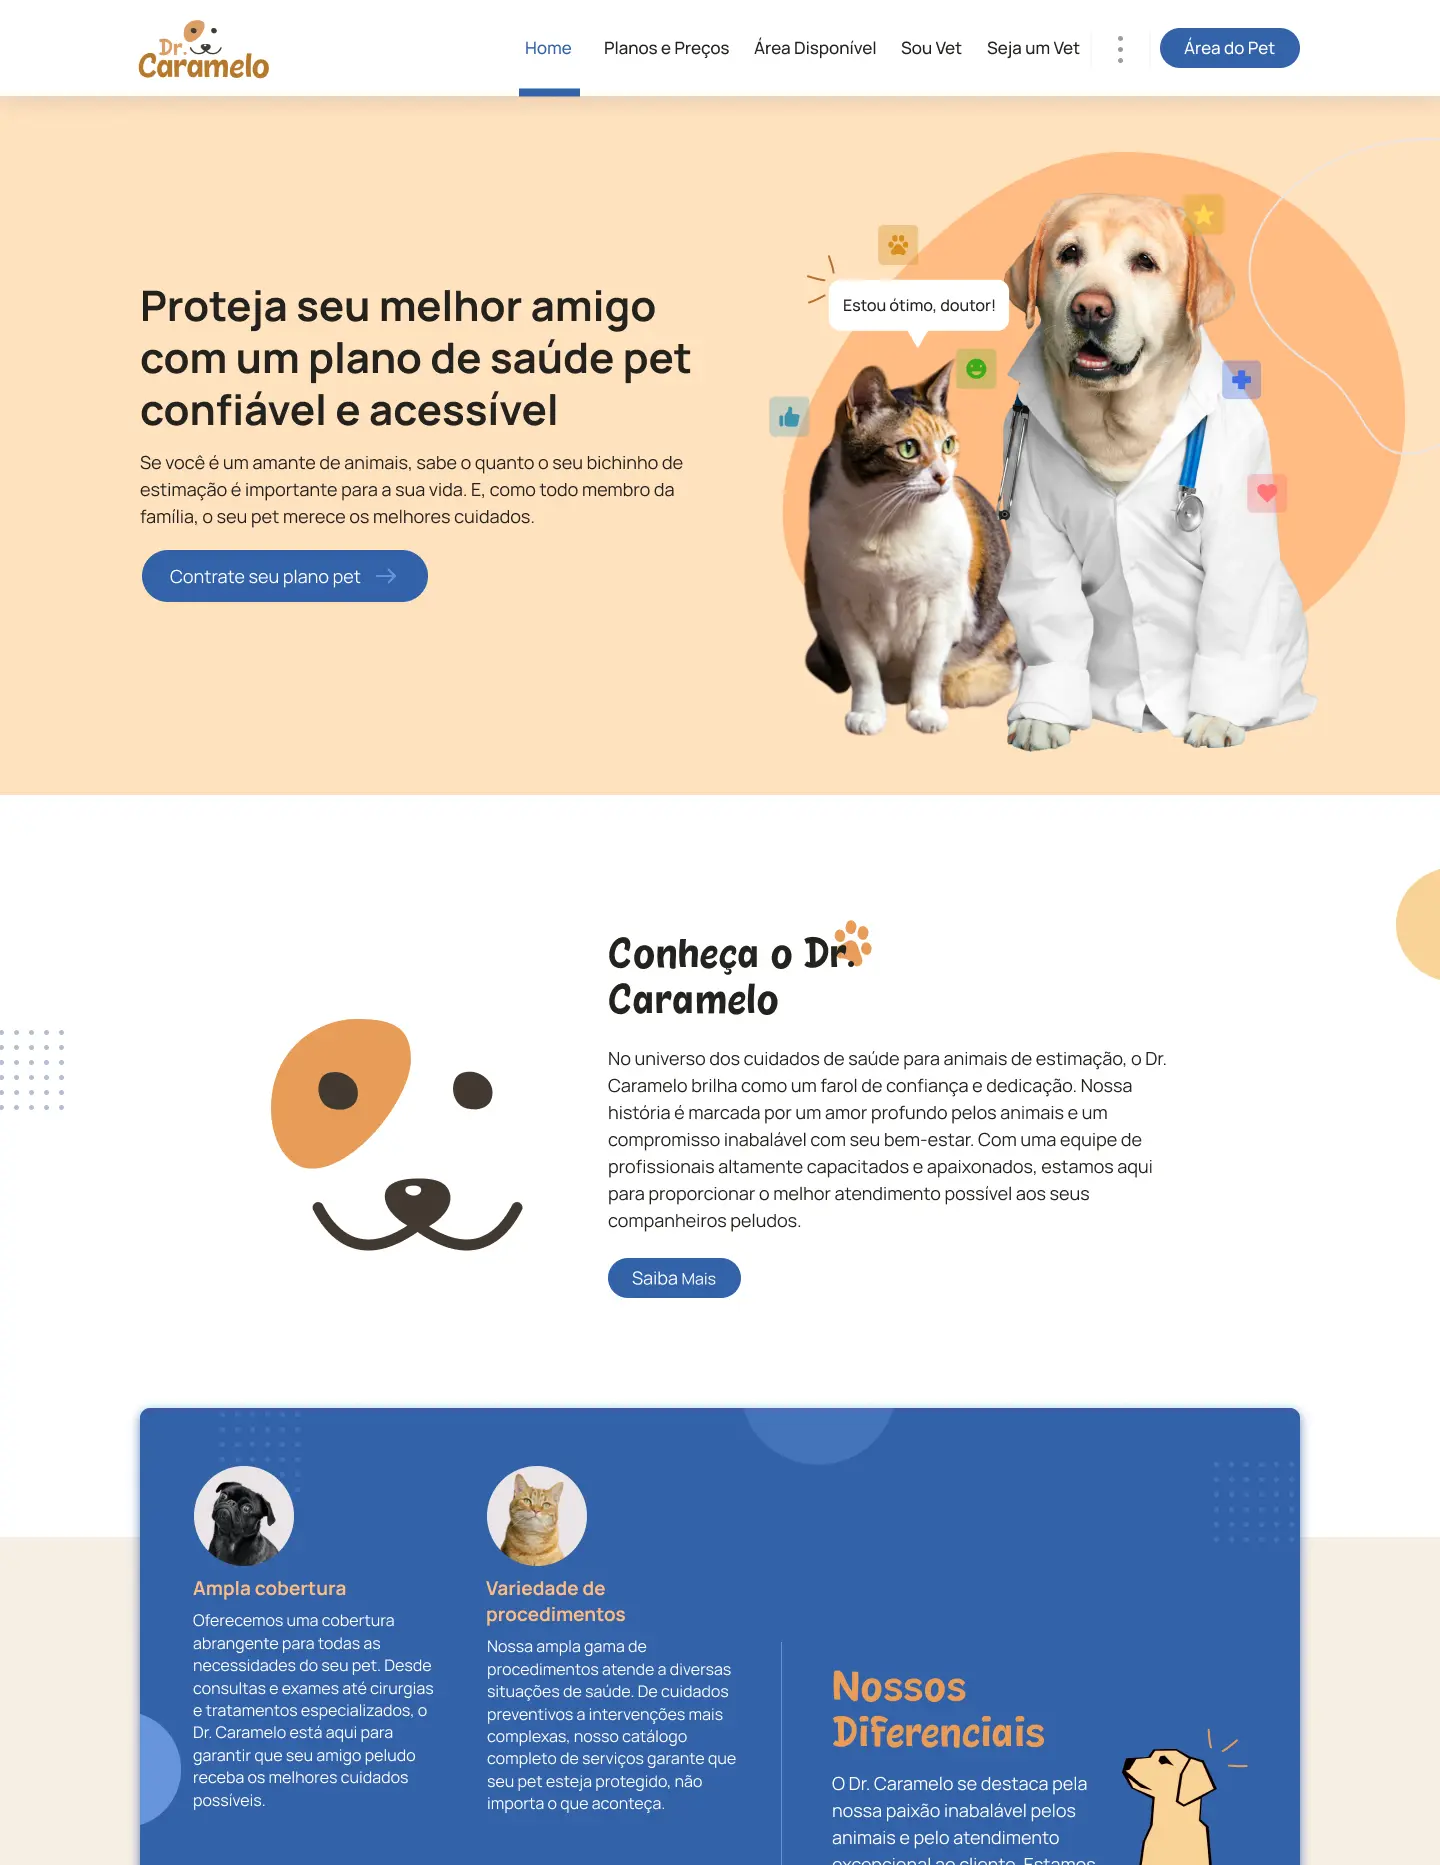 Dr.
Caramelo
Home
Planos e Preços
Área Disponível
Sou Vet
Seja um Vet
Área do Pet
Proteja seu melhor amigo
com um plano de saúde pet
confiável e acessível
Se você é um amante de animais, sabe o quanto o seu bichinho de
estimação é importante para a sua vida. E, como todo membro da
família, o seu pet merece os melhores cuidados.
Contrate seu plano pet
Estou ótimo, doutor!
Conheça o Dr.
Caramelo
No universo dos cuidados de saúde para animais de estimação, o Dr.
Caramelo brilha como um farol de confiança e dedicação. Nossa
história é marcada por um amor profundo pelos animais e um
compromisso inabalável com seu bem-estar. Com uma equipe de
profissionais altamente capacitados e apaixonados, estamos aqui
para proporcionar o melhor atendimento possível aos seus
companheiros peludos.
Saiba Mais
Ampla cobertura
Oferecemos uma cobertura
abrangente para todas as
necessidades do seu pet. Desde
consultas e exames até cirurgias
e tratamentos especializados, o
Dr. Caramelo está aqui para
garantir que seu amigo peludo
receba os melhores cuidados
possíveis.
Variedade de
procedimentos
Nossa ampla gama de
procedimentos atende a diversas
situações de saúde. De cuidados
preventivos a intervenções mais
complexas, nosso catálogo
completo de serviços garante que
seu pet esteja protegido, não
importa o que aconteça.
Nossos
Diferenciais
O Dr. Caramelo se destaca pela
nossa paixão inabalável pelos
animais e pelo atendimento
excepcional ao cliente. Estamos